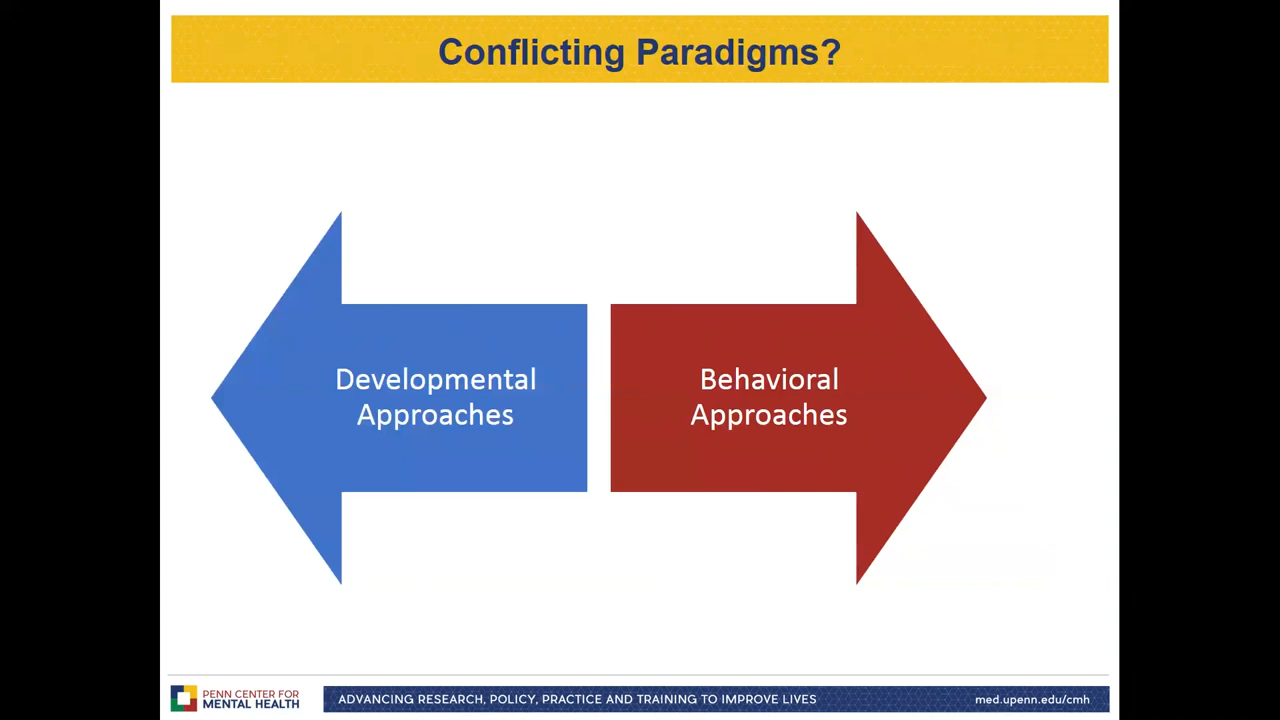 Conflicting Paradigms?
Developmental
Approaches
Behavioral
Approaches
PENN CENTER FOR
MENTAL HEALTH
ADVANCING RESEARCH, POLICY, PRACTICE AND TRAINING TO IMPROVE LIVES
med.upenn.edu/cmh